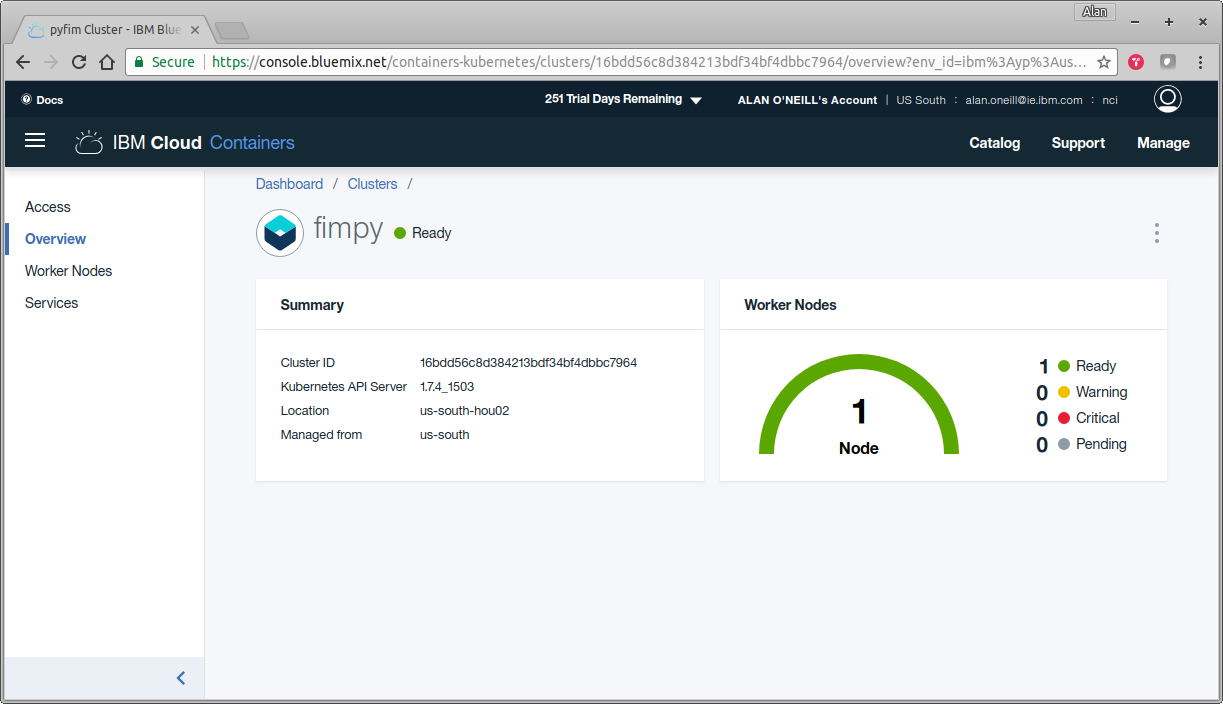 Alan
pyfim Cluster - IBM Blue
Secure https://console.bluemix.net/containers-kubernetes/clusters/16bdd56c8d384213bdf34bf4dbbc7964/overview?env_id=ibm%3Ayp%3Aus...
Docs 251 Trial Days Remaining ALAN O'NEILL's Account | US South : alan.oneill@ie.ibm.com : nci
IBM Cloud Containers Catalog Support Manage
Dashboard / Clusters /
Access
Overview
Worker Nodes
Services
fimpy Ready
Summary
Cluster ID 16bdd56c8d384213bdf34bf4dbbc7964
Kubernetes API Server 1.7.4_1503
Location us-south-hou02
Managed from us-south
Worker Nodes
1
Node
1 Ready
0 Warning
0 Critical
0 Pending